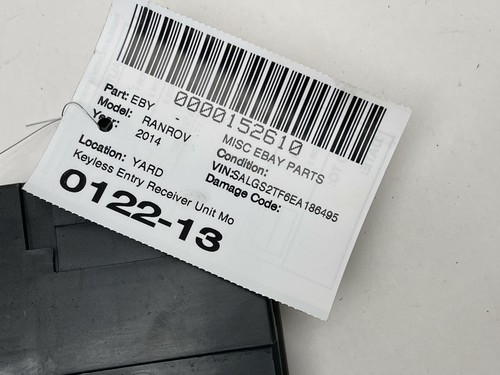 0000152610
Part: EBY MISC EBAY PARTS
Model: RANROV Condition:
Year: 2014 VIN:SALGS2TF6EA186495
Location: YARD Damage Code:
Keyless Entry Receiver Unit Mo
0122-13